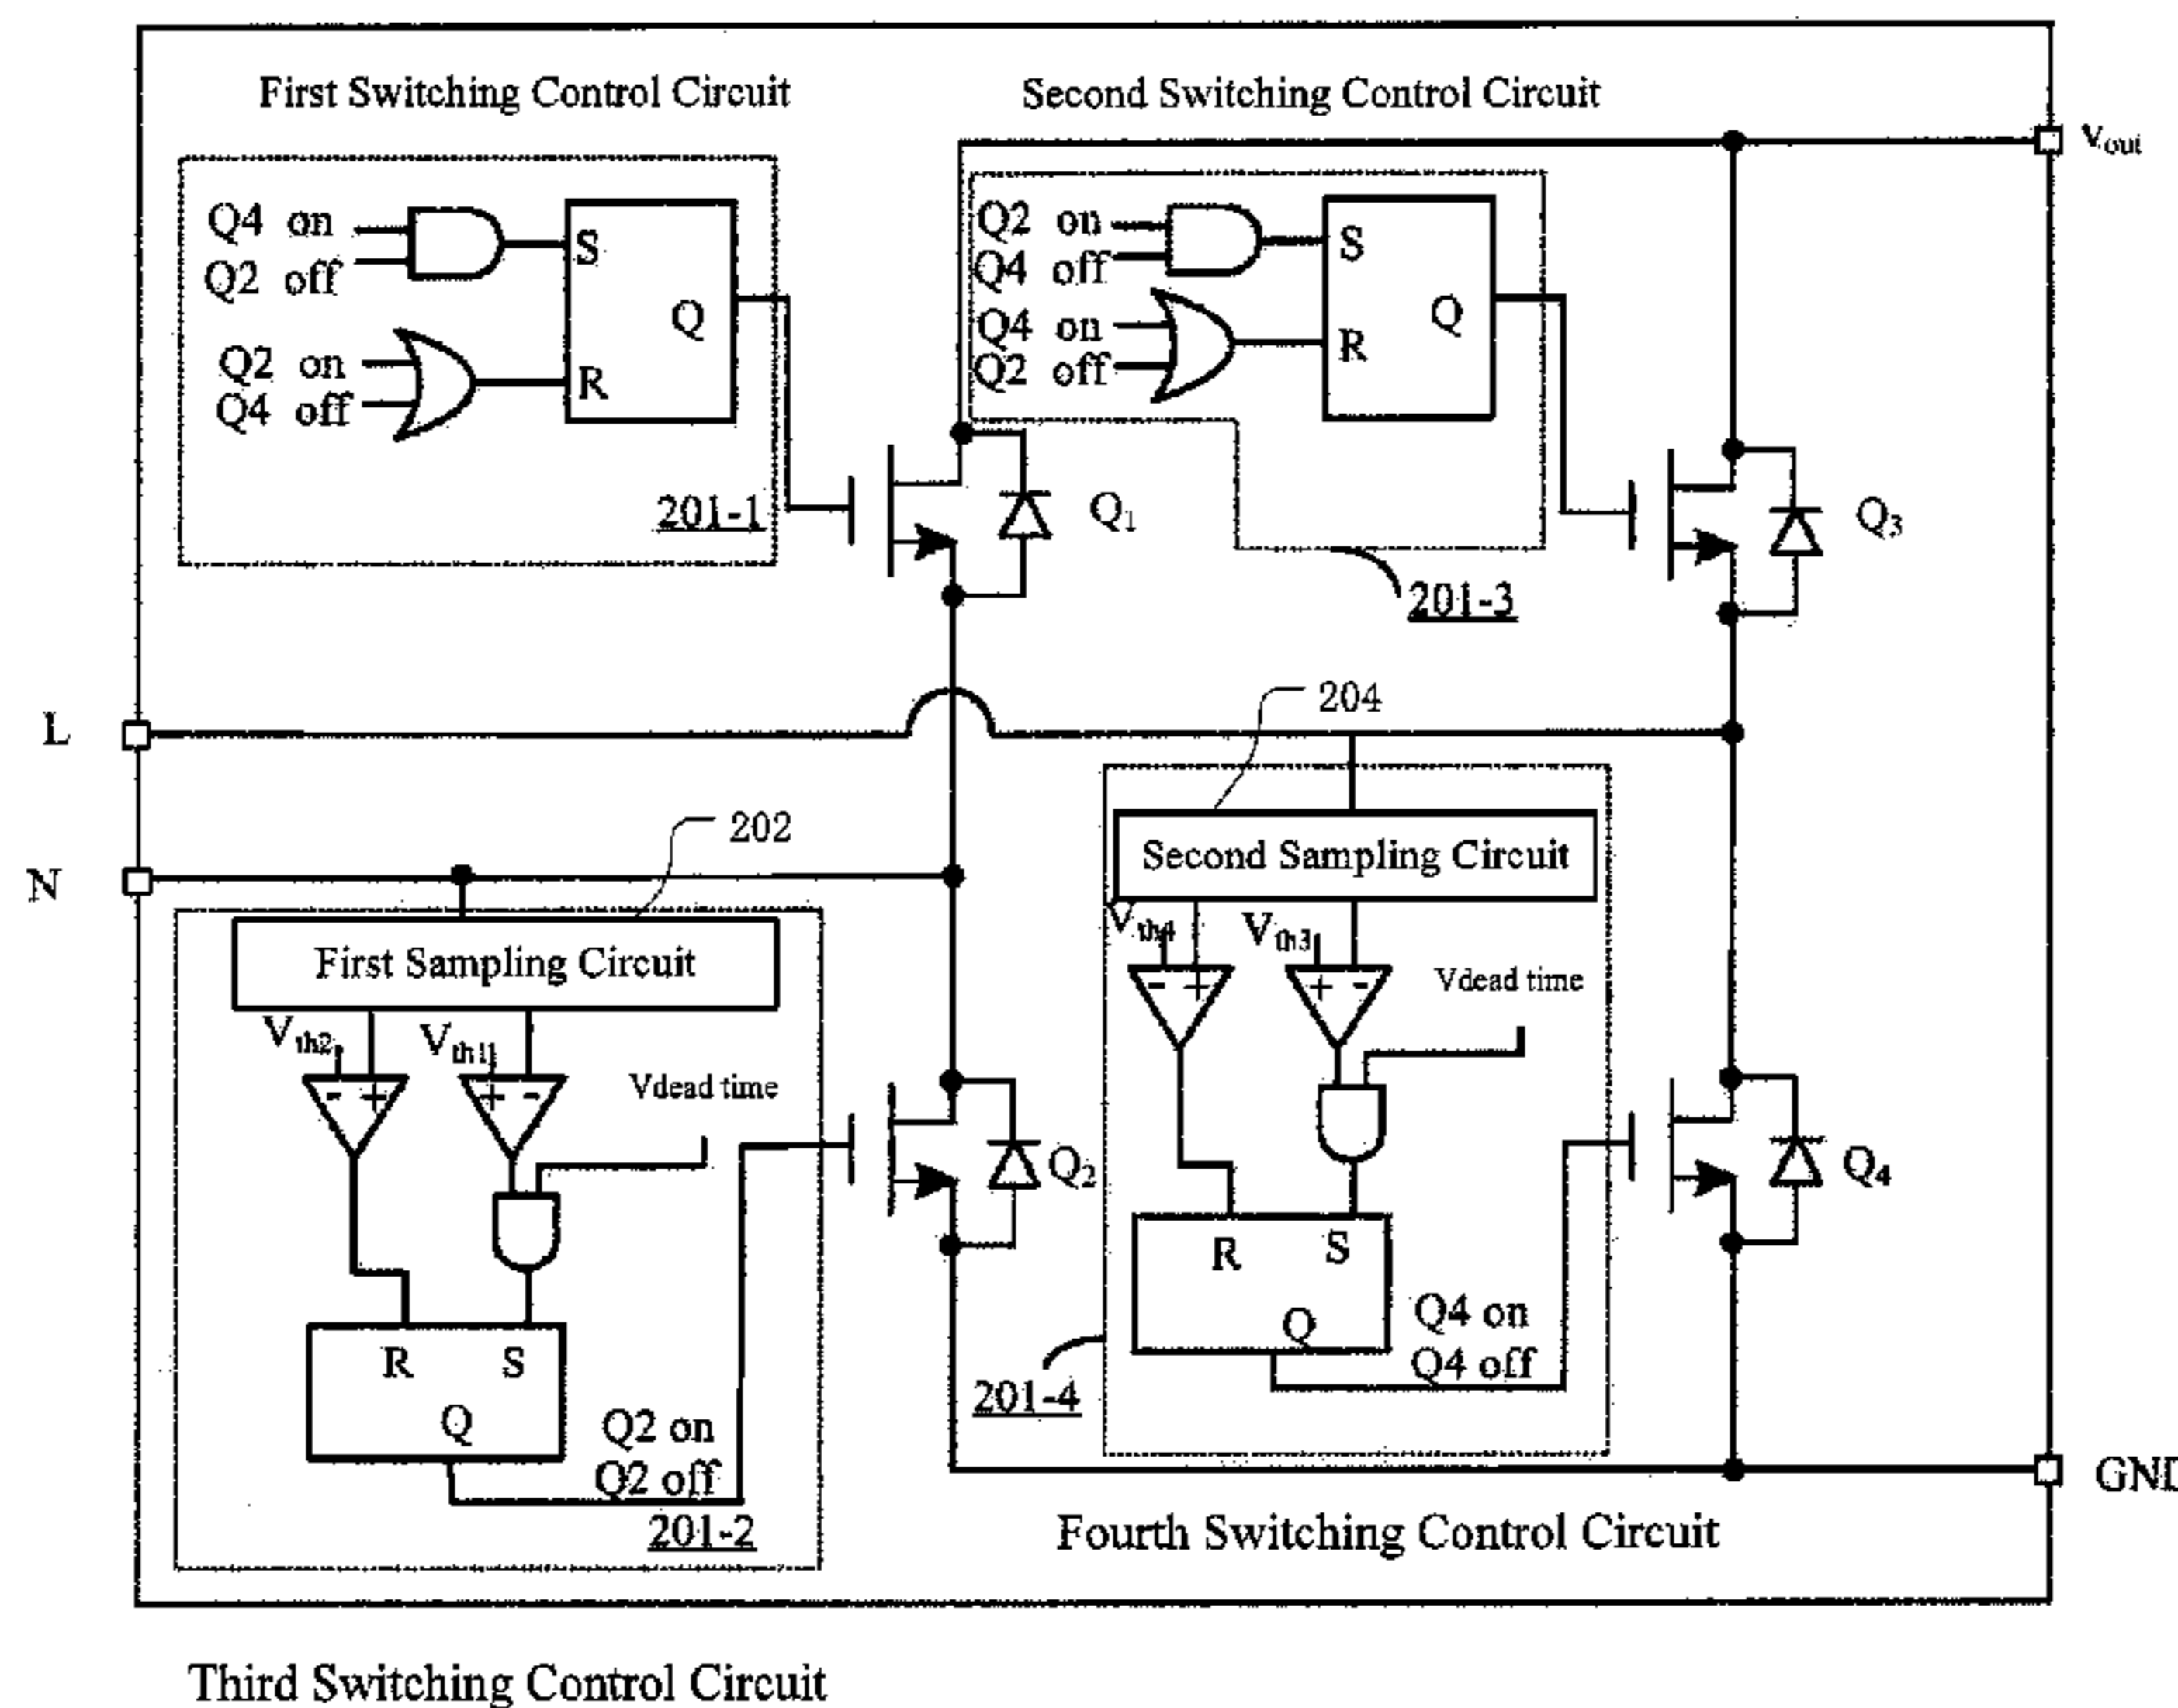 First Switching Control Circuit
Second Switching Control Circuit
Vout
Q4 on
Q2 off
S
Q
Q2 on
Q4 off
R
201-1
Q2 on
Q4 off
S
Q
Q4 on
Q2 off
R
Q1
Q3
201-3
L
204
202
N
Second Sampling Circuit
First Sampling Circuit
Vth4
Vth3
Vdead time
- +
+ -
Vth2
Vth1
Vdead time
- +
+ -
Q2
Q4
R S
Q
Q4 on
Q4 off
201-4
R S
Q
Q2 on
Q2 off
201-2
GND
Fourth Switching Control Circuit
Third Switching Control Circuit